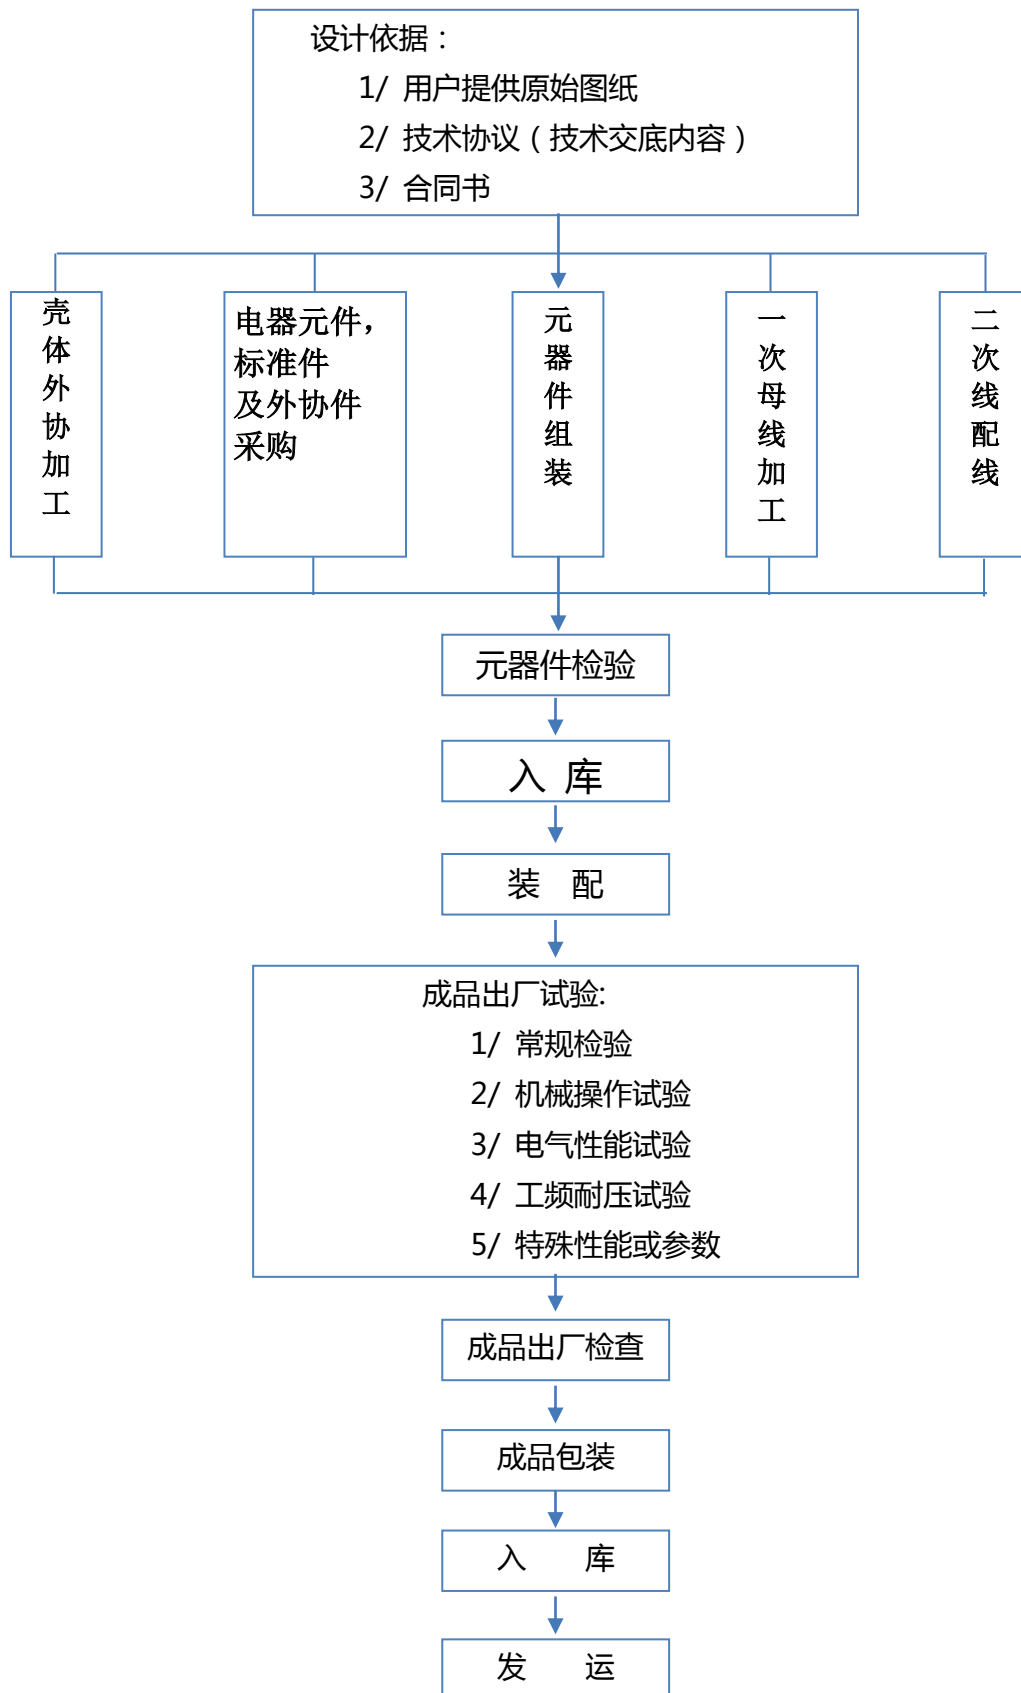 设计依据：
1/ 用户提供原始图纸
2/ 技术协议（技术交底内容）
3/ 合同书
壳体外协加工
电器元件，
标准件
及外协件
采购
元器件组装
一次母线加工
二次线配线
元器件检验
入 库
装 配
成品出厂试验:
1/ 常规检验
2/ 机械操作试验
3/ 电气性能试验
4/ 工频耐压试验
5/ 特殊性能或参数
成品出厂检查
成品包装
入 库
发 运